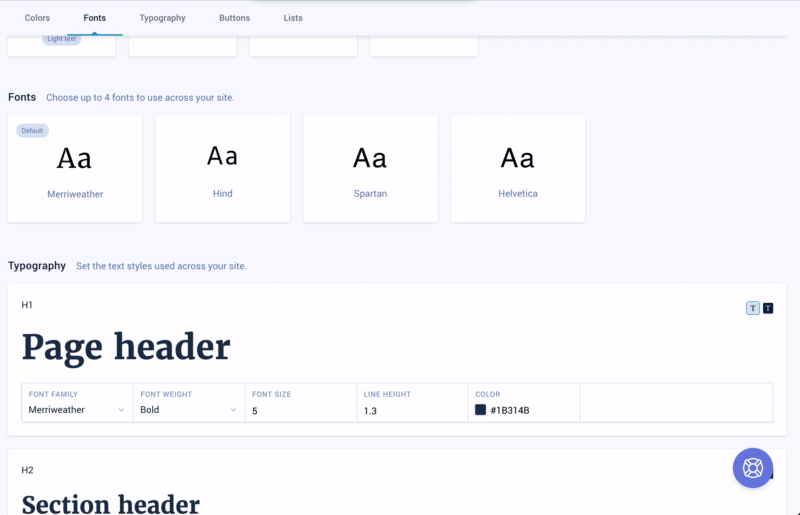 Colors Fonts Typography Buttons Lists
Light text
Fonts Choose up to 4 fonts to use across your site.
Default
Aa Aa Aa Aa
Merriweather Hind Spartan Helvetica
Typography Set the text styles used across your site.
H1
T T
Page header
FONT FAMILY FONT WEIGHT FONT SIZE LINE HEIGHT COLOR
Merriweather Bold 5 1.3 #1B314B
H2
Section header